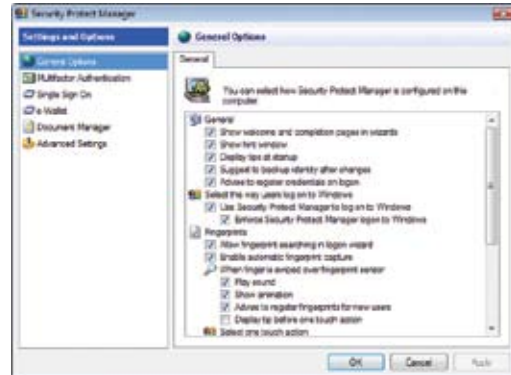 Security Protect Manager
Settings and Options
General Options
Multifactor Authentication
Single Sign On
e-Wallet
Document Manager
Advanced Settings
General Options
General
You can select how Security Protect Manager is configured on this
computer.
General
Show welcome and completion pages in wizards
Show hint window
Display tips at startup
Suggest to backup identity after changes
Advise to register credentials on logon
Select the way users log on to Windows
Use Security Protect Manager to log on to Windows
Enforce Security Protect Manager logon to Windows
Fingerprints
Allow fingerprint searching in logon wizard
Enable automatic fingerprint capture
When finger is swiped over fingerprint sensor
Play sound
Show animation
Advise to register fingerprints for new users
Display tip before one touch action
Select one touch action
OK
Cancel
Apply